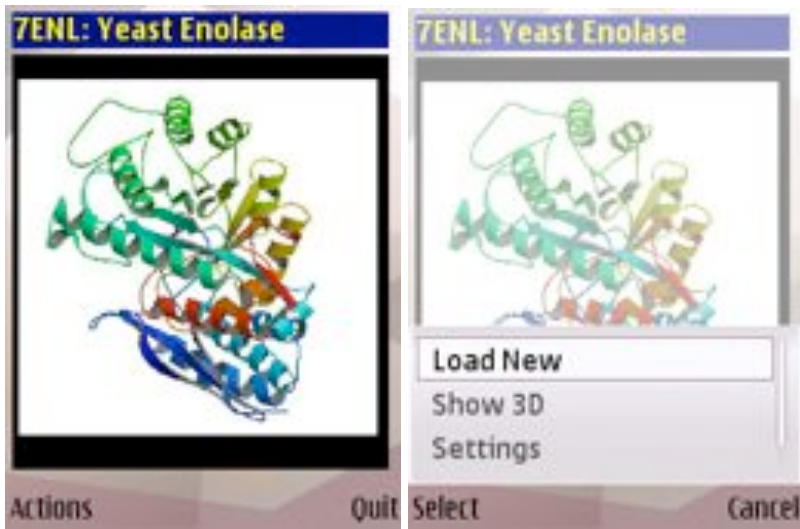 7ENL: Yeast Enolase
Actions
Quit
7ENL: Yeast Enolase
Load New
Show 3D
Settings
Select
Cancel